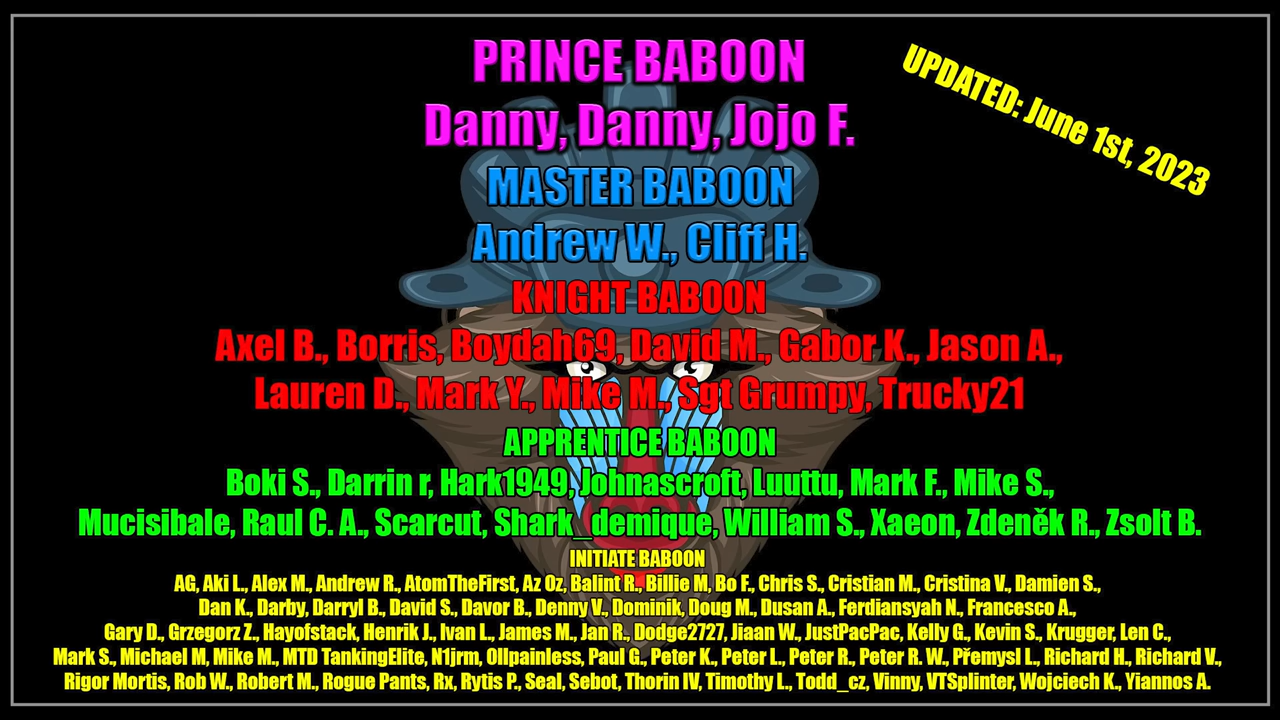 PRINCE BABOON
Danny, Danny, Jojo F.
UPDATED: June 1st, 2023
MASTER BABOON
Andrew W., Cliff H.
KNIGHT BABOON
Axel B., Borris, Boydah69, David M., Gabor K., Jason A.,
Lauren D., Mark Y., Mike M., Sgt Grumpy, Trucky21
APPRENTICE BABOON
Boki S., Darrin r, Hark1949, Johnascroft, Luuttu, Mark F., Mike S.,
Mucisibale, Raul C. A., Scarcut, Shark_demique, William S., Xaeon, Zdeněk R., Zsolt B.
INITIATE BABOON
AG, Aki L., Alex M., Andrew R., AtomTheFirst, Az Oz, Balint R., Billie M, Bo F., Chris S., Cristian M., Cristina V., Damien S.,
Dan K., Darby, Darryl B., David S., Davor B., Denny V., Dominik, Doug M., Dusan A., Ferdiansyah N., Francesco A.,
Gary D., Grzegorz Z., Hayofstack, Henrik J., Ivan L., James M., Jan R., Dodge2727, Jiaan W., JustPacPac, Kelly G., Kevin S., Krugger, Len C.,
Mark S., Michael M, Mike M., MTD TankingElite, N1jrm, Ollpainless, Paul G., Peter K., Peter L., Peter R., Peter R. W., Přemysl L., Richard H., Richard V.,
Rigor Mortis, Rob W., Robert M., Rogue Pants, Rx, Rytis P., Seal, Sebot, Thorin IV, Timothy L., Todd_cz, Vinny, VTSplinter, Wojciech K., Yiannos A.